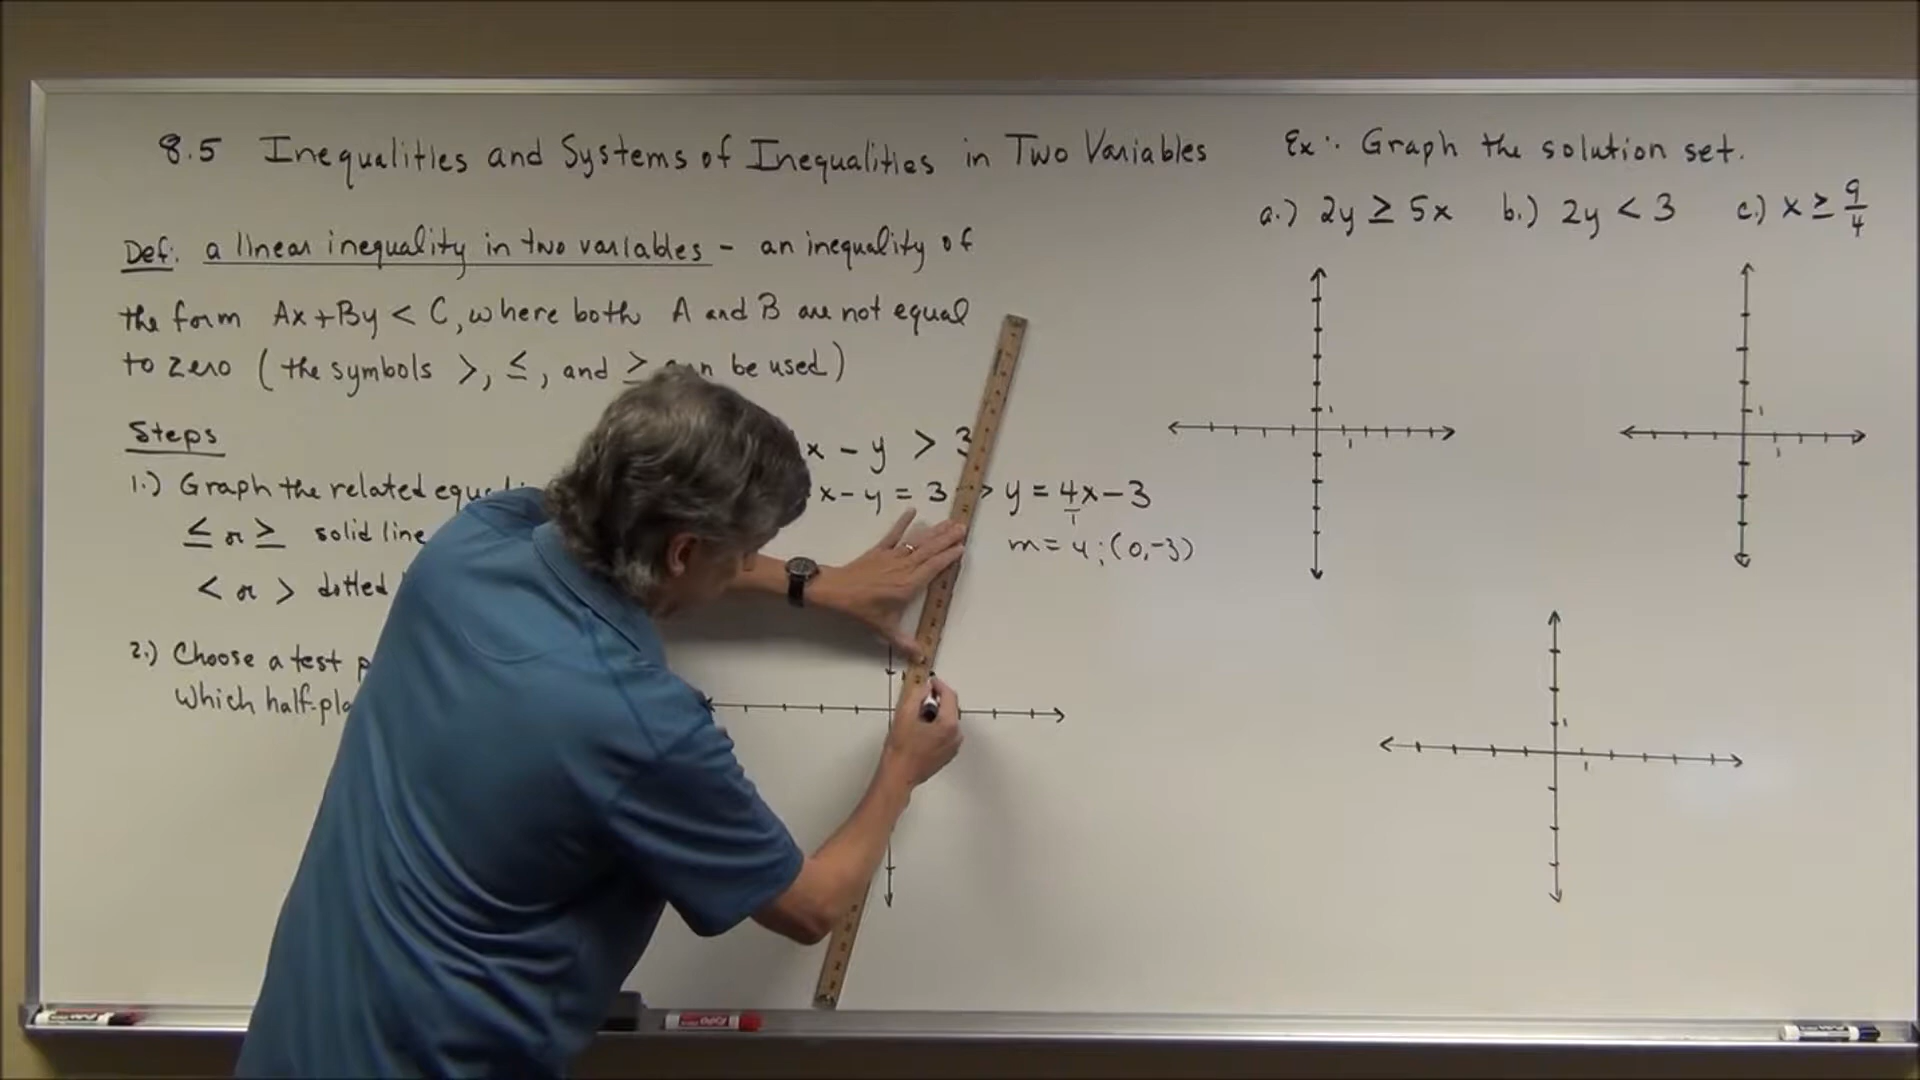 8.5 Inequalities and Systems of Inequalities in Two Variables
Def: a linear inequality in two variables - an inequality of
the form Ax + By < C, where both A and B are not equal
to zero (the symbols >, ≤, and ≥ can be used)
Steps
1.) Graph the related
≤ or ≥ solid line
< or > dotted
2.) Choose a test
which
x - y > 3
x - y = 3 → y = 4x - 3
1
m = 4 ; (0, -3)
Ex: Graph the solution set.
a.) 2y ≥ 5x b.) 2y < 3 c.) x ≥ 9/4
1
1
1
1
1
1